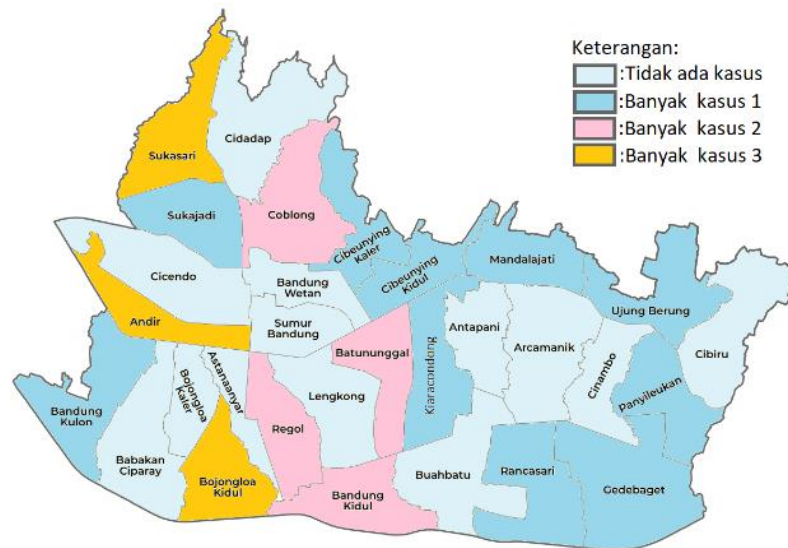 Keterangan:
:Tidak ada kasus
:Banyak kasus 1
:Banyak kasus 2
:Banyak kasus 3
Cidadap
Sukasari
Sukajadi
Coblong
Cibeunying
Kaler
Cibeunying
Kidul
Mandalajati
Cicendo
Bandung
Wetan
Ujung Berung
Andir
Sumur
Bandung
Antapani
Arcamanik
Cibiru
Batununggal
Cinambo
Panyileukan
Kiaracondong
Astanaanyar
Bojongloa
Kaler
Lengkong
Bandung
Kulon
Regol
Babakan
Ciparay
Bojongloa
Kidul
Buahbatu
Rancasari
Gedebaget
Bandung
Kidul